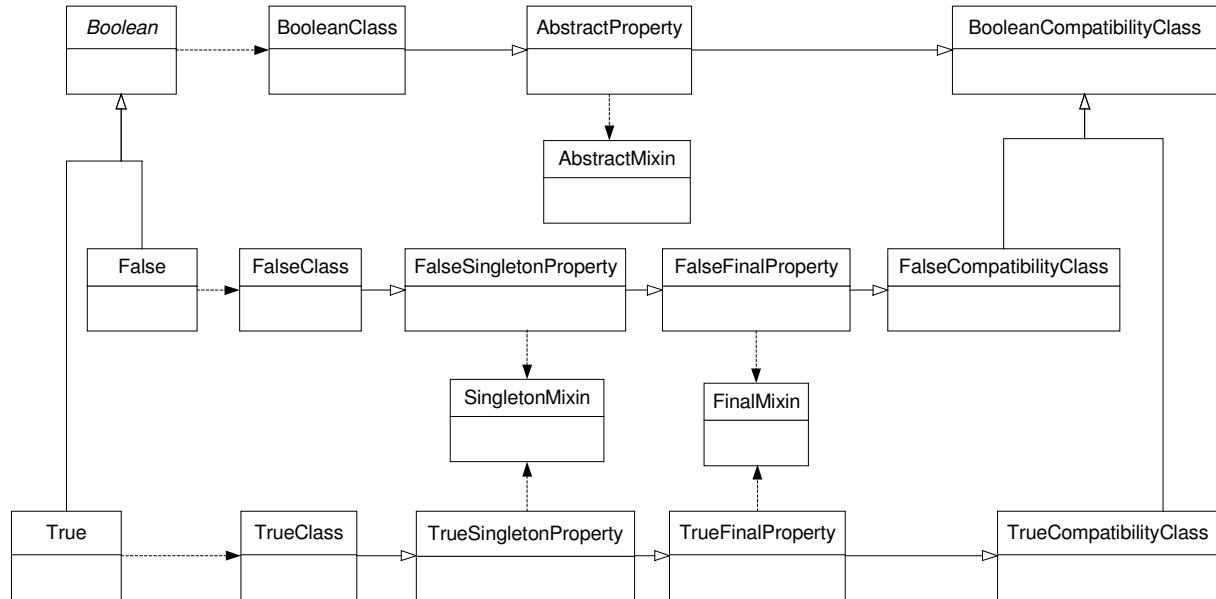 Boolean
BooleanClass
AbstractProperty
BooleanCompatibilityClass
AbstractMixin
False
FalseClass
FalseSingletonProperty
FalseFinalProperty
FalseCompatibilityClass
SingletonMixin
FinalMixin
True
TrueClass
TrueSingletonProperty
TrueFinalProperty
TrueCompatibilityClass